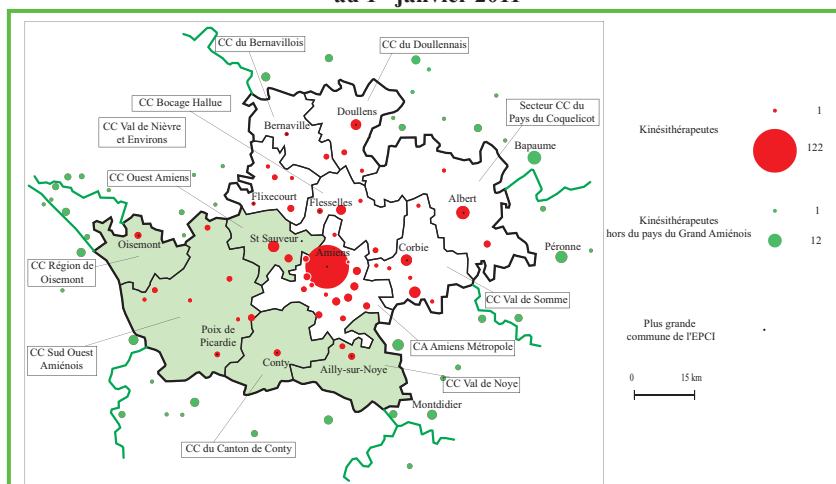 au 1er janvier 2011
CC du Bernavillois
CC du Doullennais
CC Bocage Hallue
CC Val de Nièvre
et Environs
CC Ouest Amiens
Secteur CC du
Pays du Coquelicot
Doullens
Bernaville
Bapaume
Flixecourt
Flesselles
Albert
Oisemont
St Sauveur
Amiens
Corbie
Péronne
CC Région de
Oisemont
CC Val de Somme
Poix de
Picardie
CC Sud Ouest
Amiénois
Conty
Ailly-sur-Noye
CA Amiens Métropole
CC Val de Noye
Montdidier
CC du Canton de Conty
Kinésithérapeutes
1
122
Kinésithérapeutes
hors du pays du Grand Amiénois
1
12
Plus grande
commune de l'EPCI
0
15 km